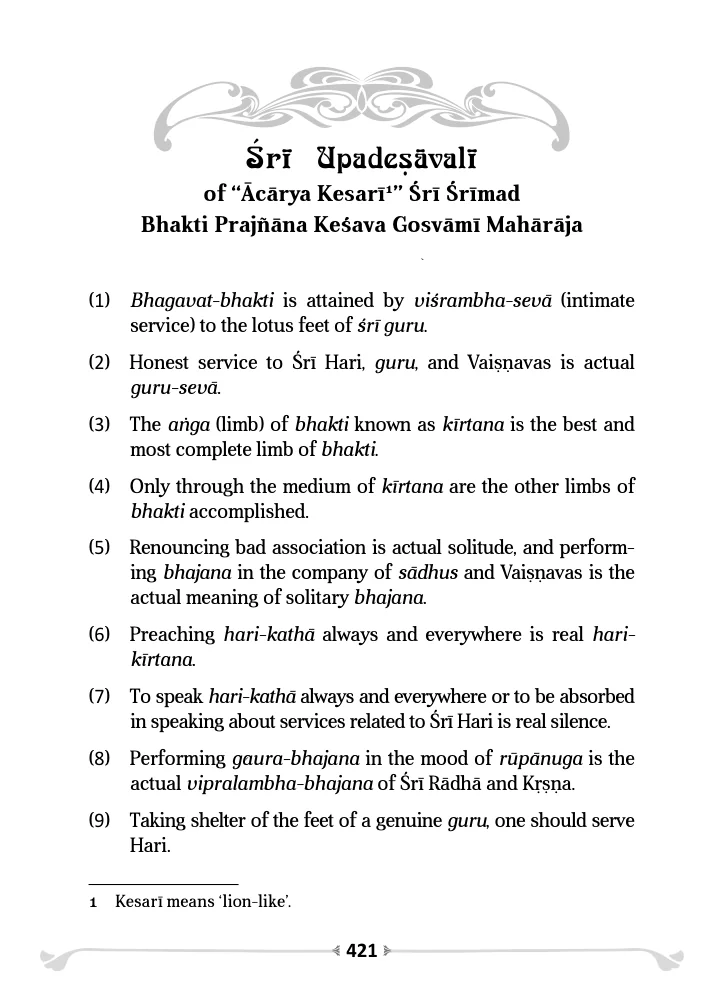 Śrī Upadeṣāvalī
of “Ācārya Kesarī¹” Śrī Śrīmad
Bhakti Prajñāna Keśava Gosvāmī Mahārāja
(1) Bhagavat-bhakti is attained by viśrambha-sevā (intimate
service) to the lotus feet of śrī guru.
(2) Honest service to Śrī Hari, guru, and Vaiṣṇavas is actual
guru-sevā.
(3) The aṅga (limb) of bhakti known as kīrtana is the best and
most complete limb of bhakti.
(4) Only through the medium of kīrtana are the other limbs of
bhakti accomplished.
(5) Renouncing bad association is actual solitude, and perform-
ing bhajana in the company of sādhus and Vaiṣṇavas is the
actual meaning of solitary bhajana.
(6) Preaching hari-kathā always and everywhere is real hari-
kīrtana.
(7) To speak hari-kathā always and everywhere or to be absorbed
in speaking about services related to Śrī Hari is real silence.
(8) Performing gaura-bhajana in the mood of rūpānuga is the
actual vipralambha-bhajana of Śrī Rādhā and Kṛṣṇa.
(9) Taking shelter of the feet of a genuine guru, one should serve
Hari.
1 Kesarī means ‘lion-like’.
421